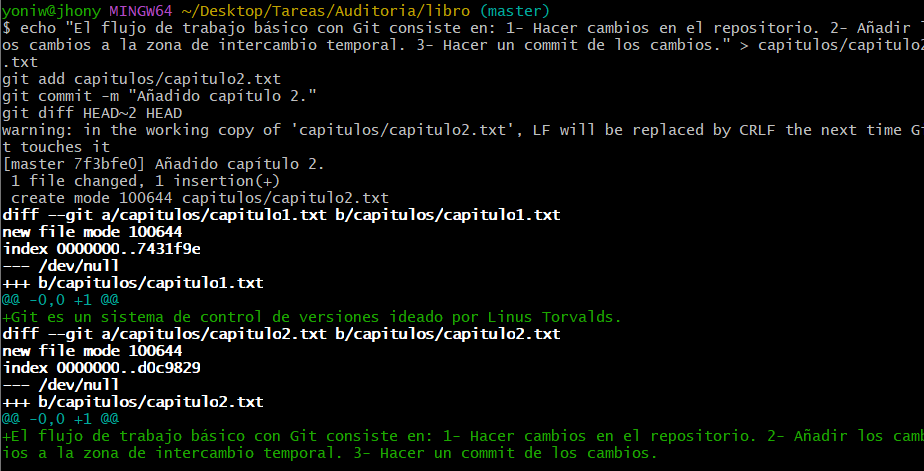 yoniw@jhony MINGW64 ~/Desktop/Tareas/Auditoria/libro (master)
$ echo "El flujo de trabajo básico con Git consiste en: 1- Hacer cambios en el repositorio. 2- Añadir l
os cambios a la zona de intercambio temporal. 3- Hacer un commit de los cambios." > capitulos/capitulo2
.txt
git add capitulos/capitulo2.txt
git commit -m "Añadido capítulo 2."
git diff HEAD~2 HEAD
warning: in the working copy of 'capitulos/capitulo2.txt', LF will be replaced by CRLF the next time Gi
t touches it
[master 7f3bfe0] Añadido capítulo 2.
 1 file changed, 1 insertion(+)
 create mode 100644 capitulos/capitulo2.txt
diff --git a/capitulos/capitulo1.txt b/capitulos/capitulo1.txt
new file mode 100644
index 0000000..7431f9e
--- /dev/null
+++ b/capitulos/capitulo1.txt
@@ -0,0 +1 @@
+Git es un sistema de control de versiones ideado por Linus Torvalds.
diff --git a/capitulos/capitulo2.txt b/capitulos/capitulo2.txt
new file mode 100644
index 0000000..d0c9829
--- /dev/null
+++ b/capitulos/capitulo2.txt
@@ -0,0 +1 @@
+El flujo de trabajo básico con Git consiste en: 1- Hacer cambios en el repositorio. 2- Añadir los camb
ios a la zona de intercambio temporal. 3- Hacer un commit de los cambios.